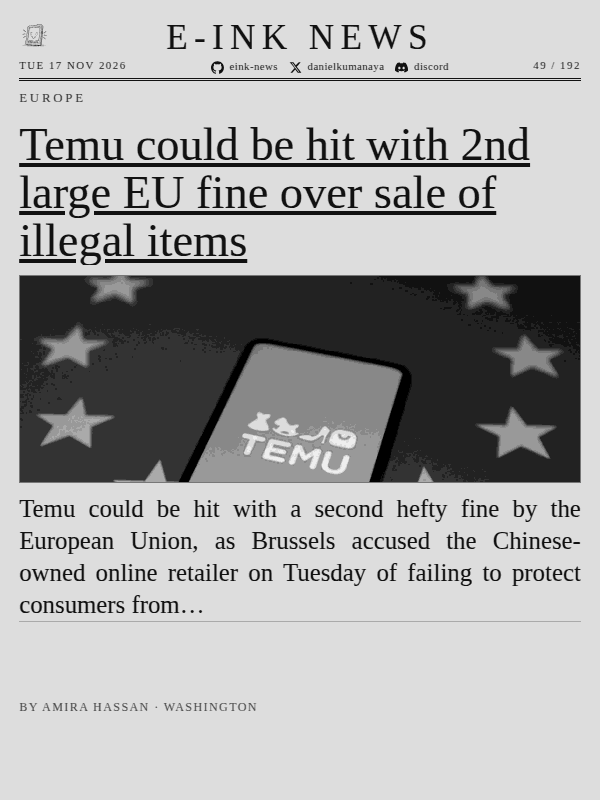 E-INK NEWS
TUE 17 NOV 2026
eink-news danielkumanaya discord
49 / 192
EUROPE
Temu could be hit with 2nd
large EU fine over sale of
illegal items
TEMU
Temu could be hit with a second hefty fine by the
European Union, as Brussels accused the Chinese-
owned online retailer on Tuesday of failing to protect
consumers from…
BY AMIRA HASSAN · WASHINGTON